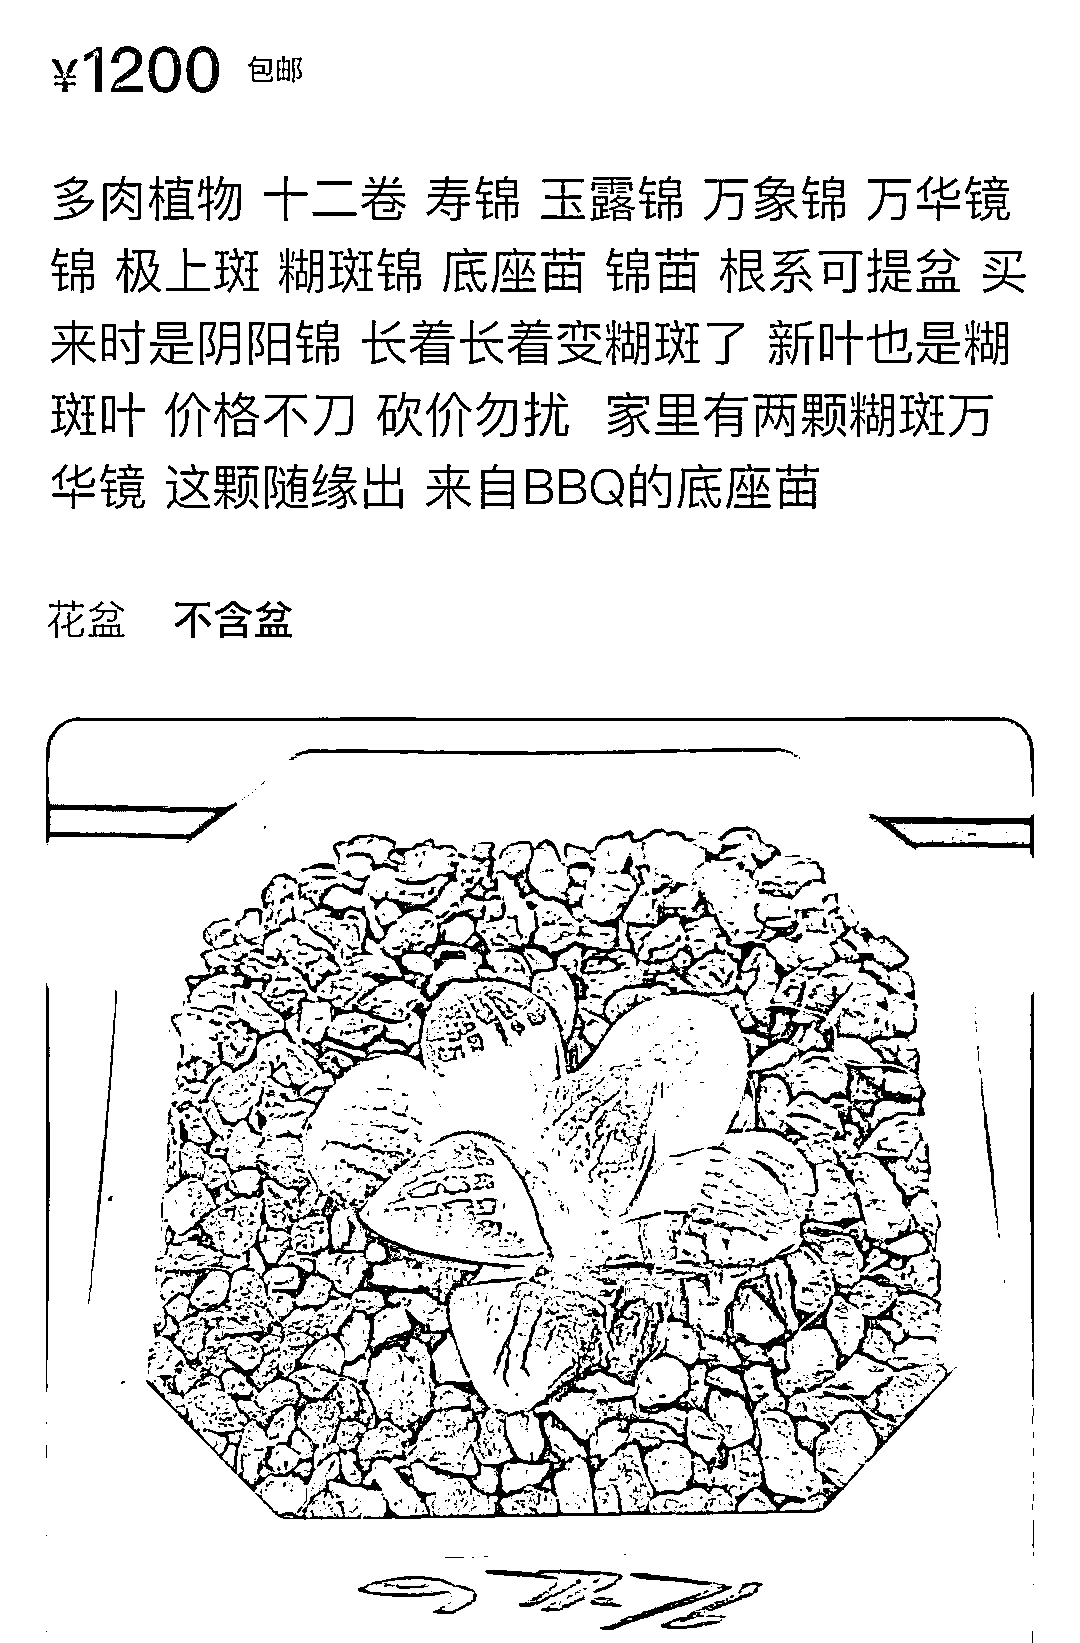 ¥1200 包邮
多肉植物 十二卷 寿锦 玉露锦 万象锦 万华镜
锦 极上斑 糊斑锦 底座苗 锦苗 根系可提盆 买
来时是阴阳锦 长着长着变糊斑了 新叶也是糊
斑叶 价格不刀 砍价勿扰 家里有两颗糊斑万
华镜 这颗随缘出 来自BBQ的底座苗
花盆 不含盆